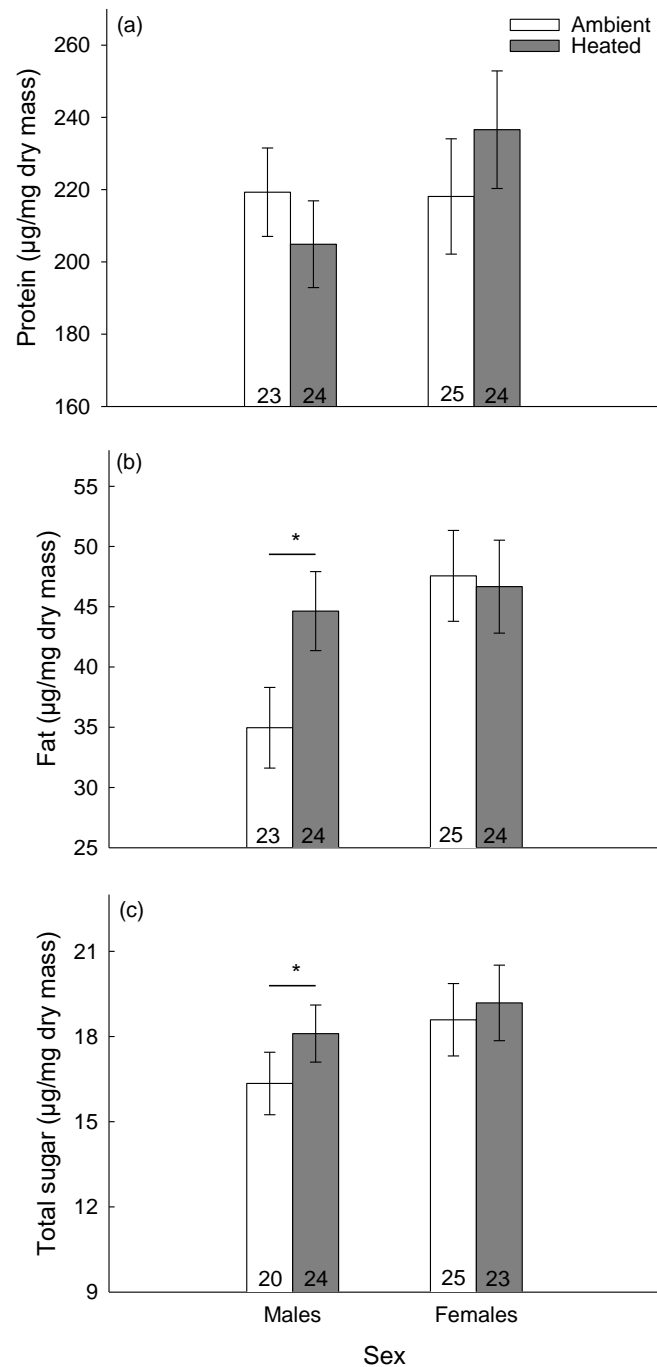 (a)
Ambient
Heated
Protein (µg/mg dry mass)
260
240
220
200
180
160
23 24 25 24
(b)
*
Fat (µg/mg dry mass)
55
50
45
40
35
30
25
23 24 25 24
(c)
*
Total sugar (µg/mg dry mass)
21
18
15
12
9
20 24 25 23
Males Females
Sex